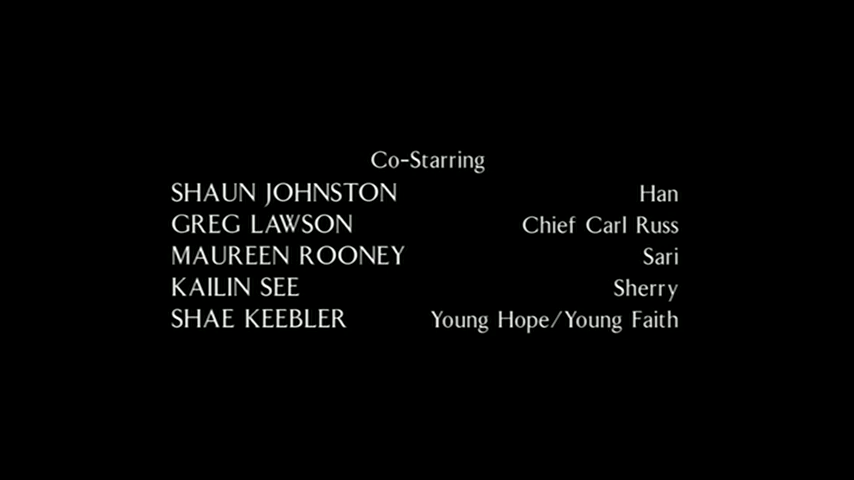 Co-Starring
SHAUN JOHNSTON Han
GREG LAWSON Chief Carl Russ
MAUREEN ROONEY Sari
KAILIN SEE Sherry
SHAE KEEBLER Young Hope/Young Faith